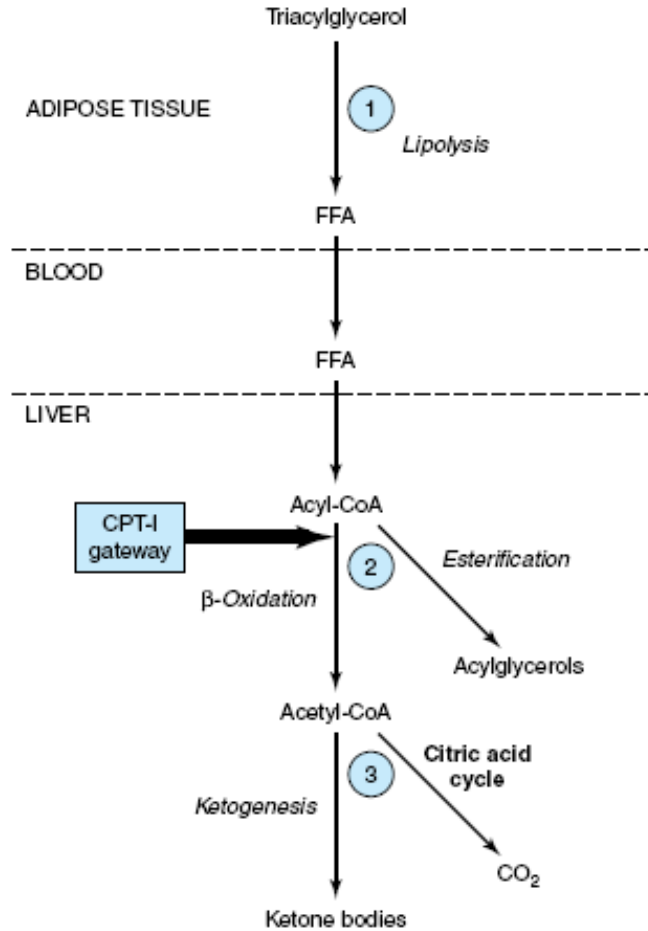 Triacylglycerol
ADIPOSE TISSUE
1
Lipolysis
FFA
BLOOD
FFA
LIVER
Acyl-CoA
CPT-I
gateway
2
Esterification
β-Oxidation
Acylglycerols
Acetyl-CoA
Citric acid
cycle
3
Ketogenesis
CO₂
Ketone bodies